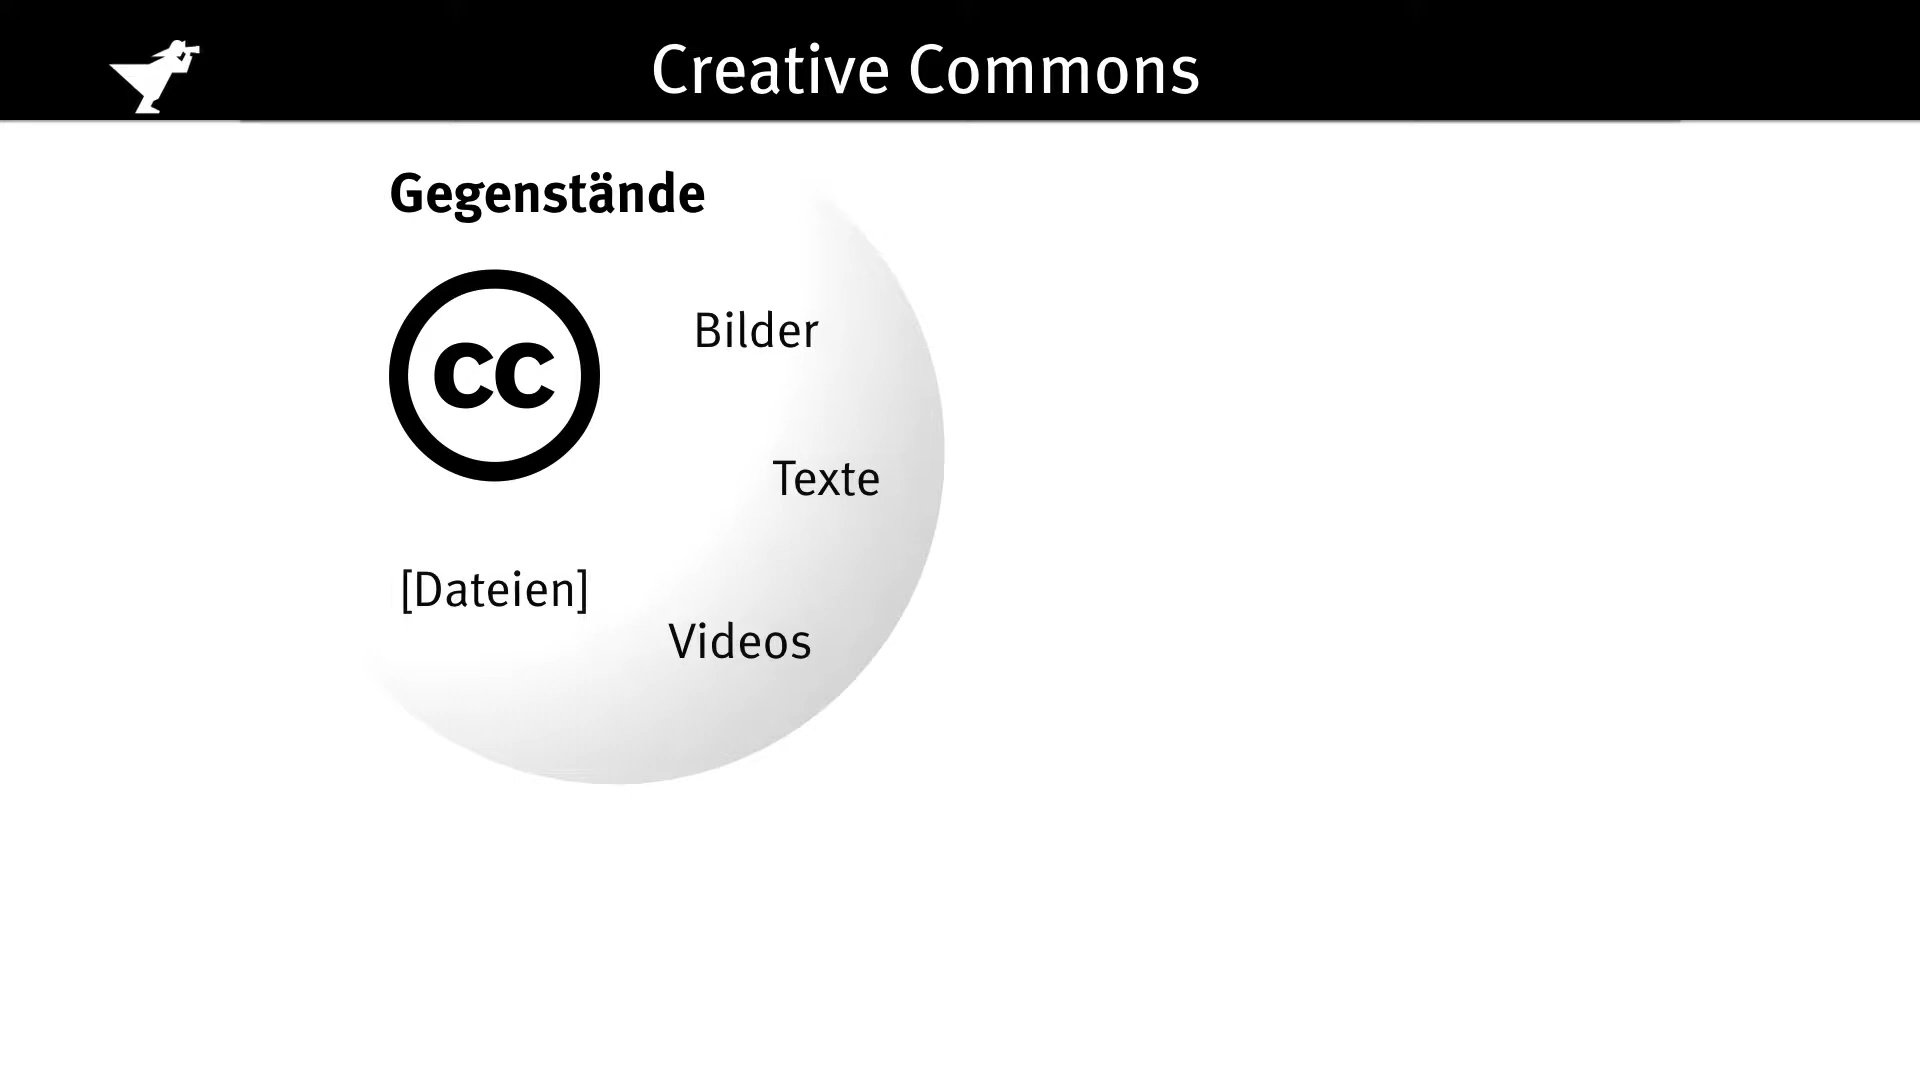 Creative Commons
Gegenstände
cc
Bilder
Texte
[Dateien]
Videos